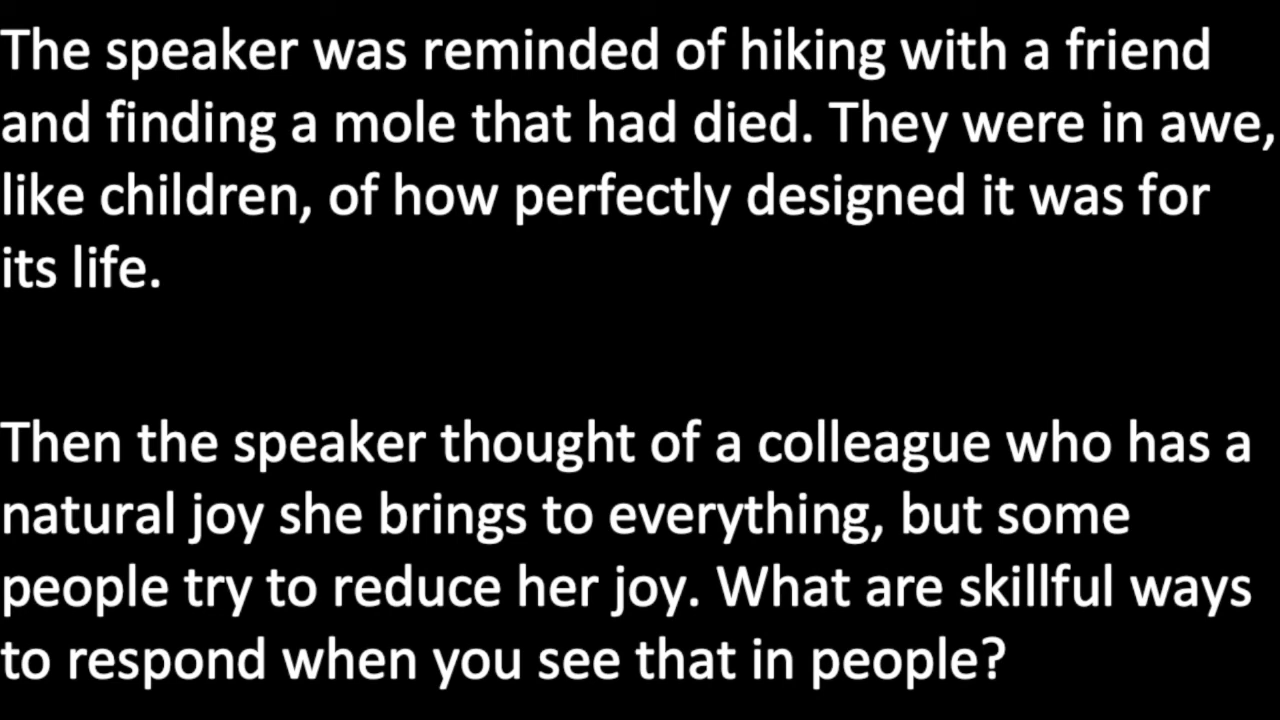 The speaker was reminded of hiking with a friend
and finding a mole that had died. They were in awe,
like children, of how perfectly designed it was for
its life.
Then the speaker thought of a colleague who has a
natural joy she brings to everything, but some
people try to reduce her joy. What are skillful ways
to respond when you see that in people?